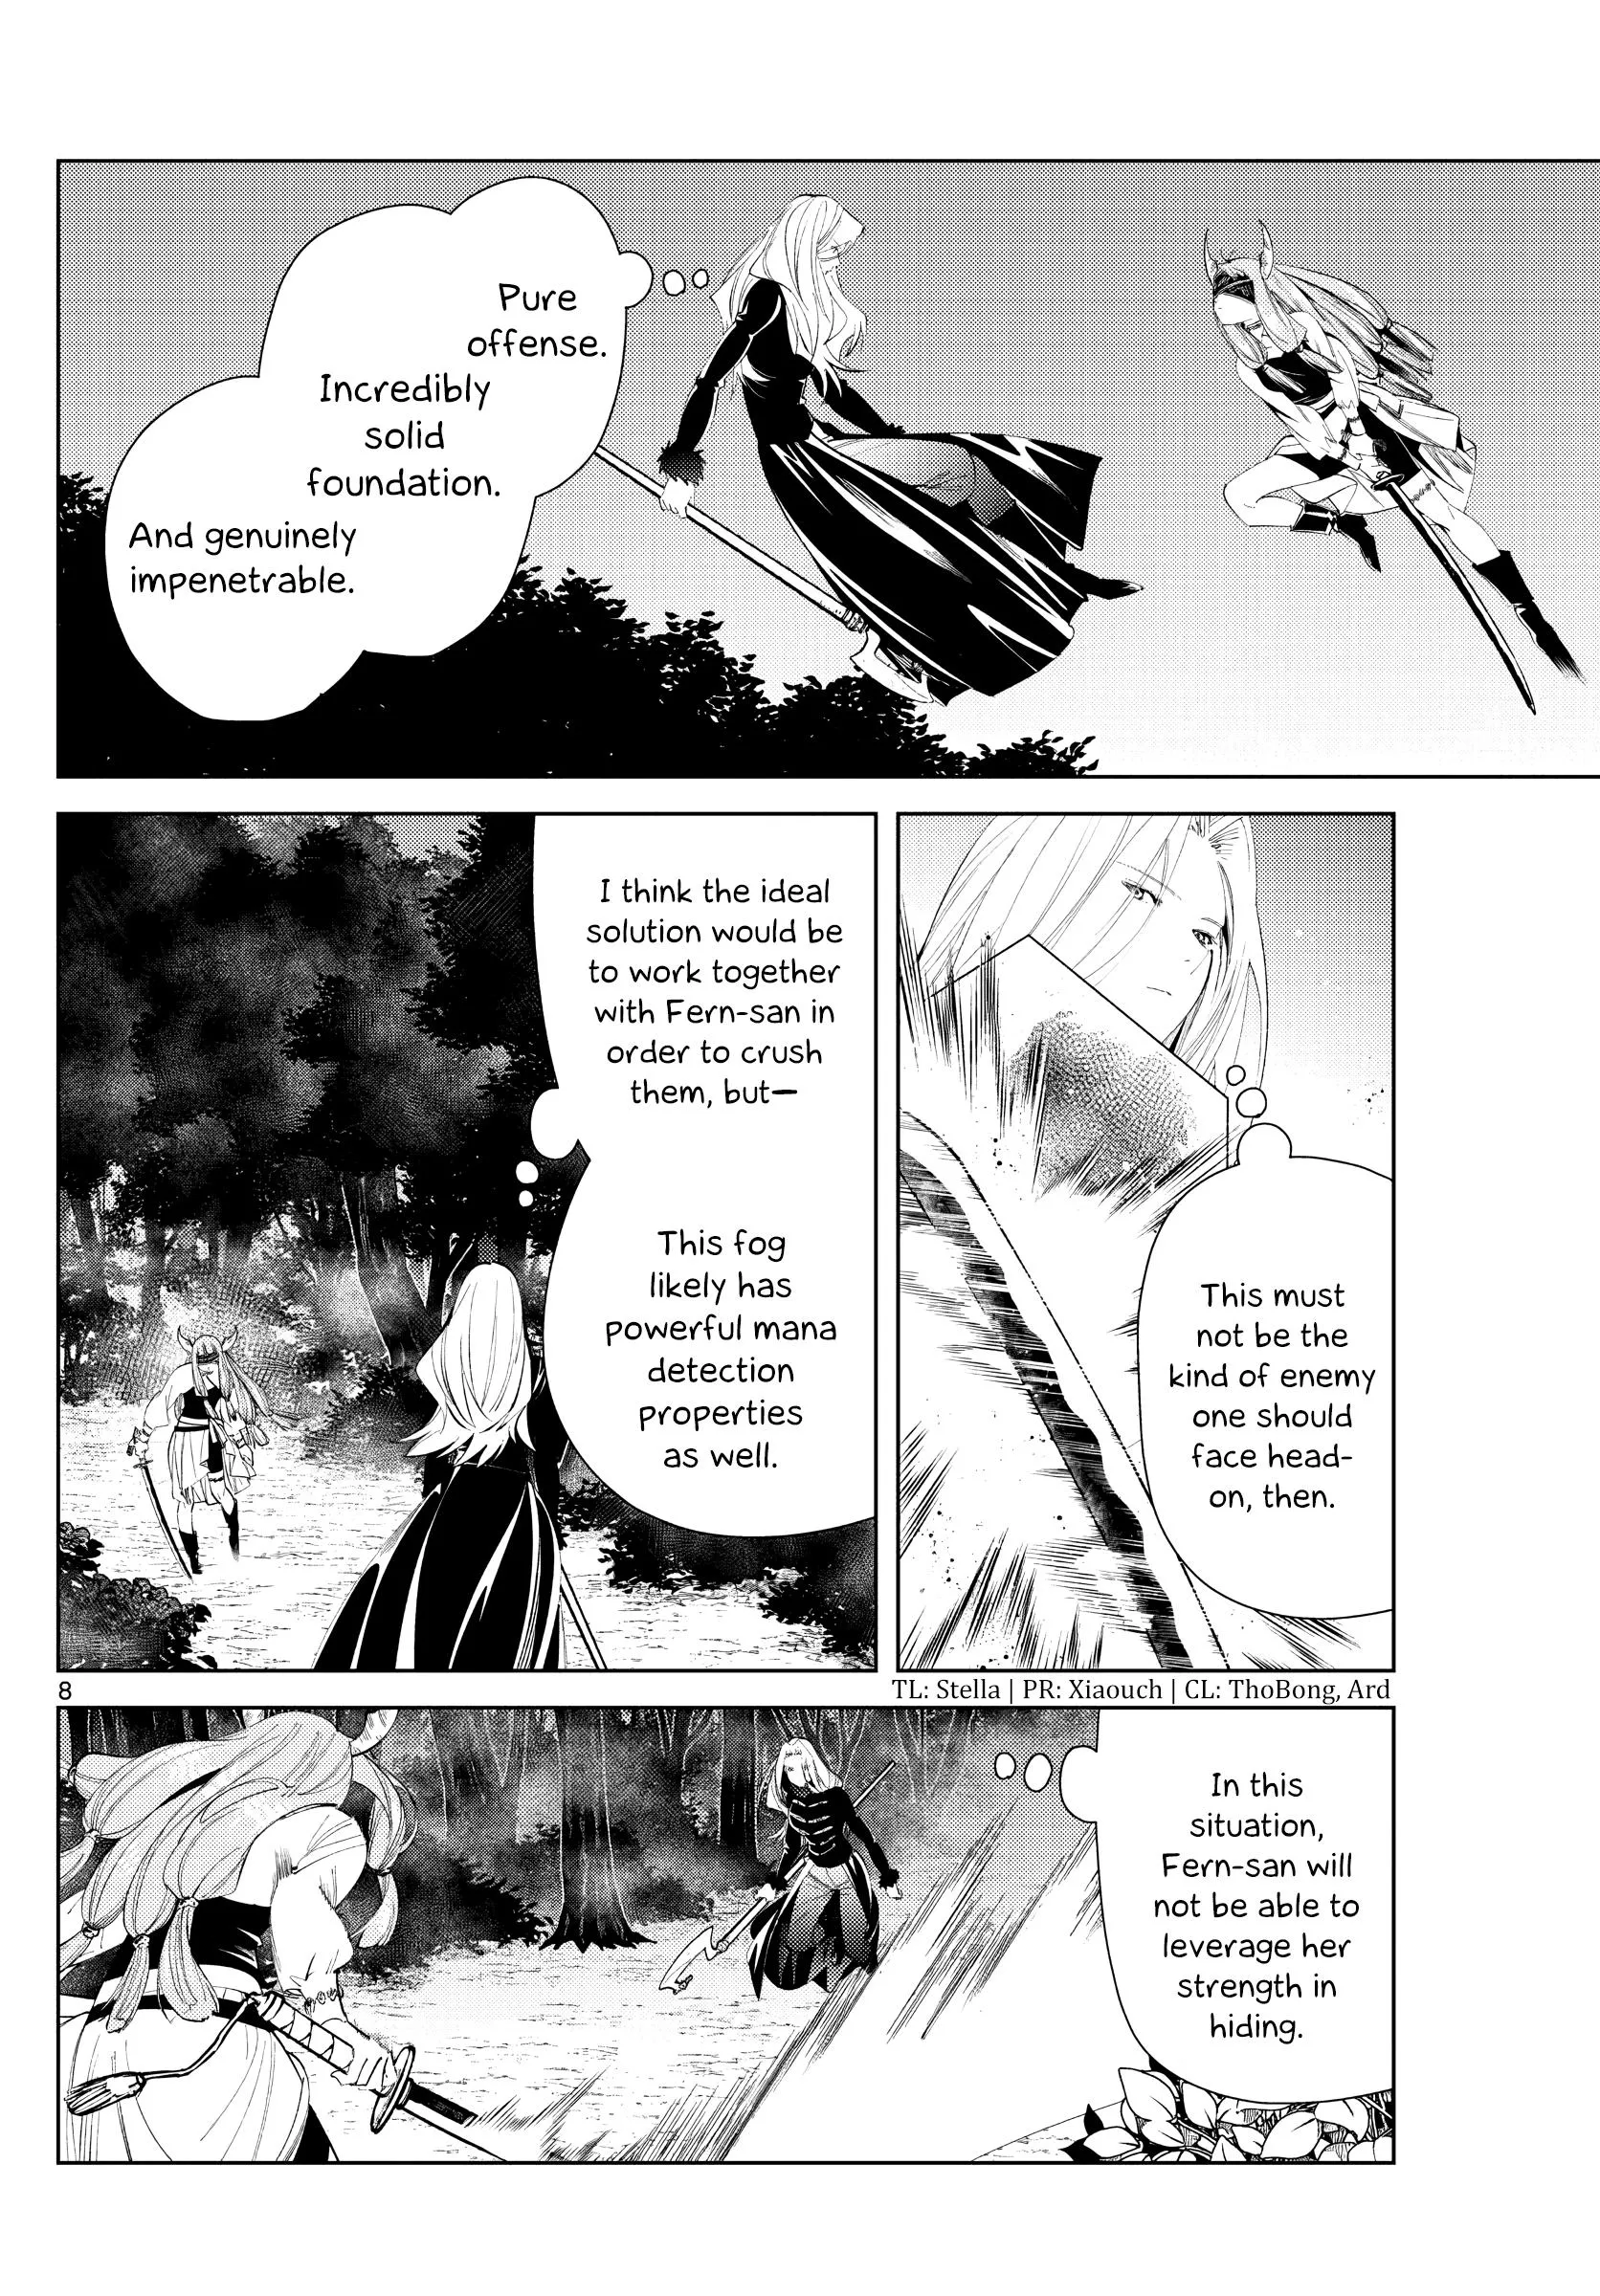 Pure
offense.
Incredibly
solid
foundation.
And genuinely
impenetrable.
This must
not be the
kind of enemy
one should
face head-
on, then.
I think the ideal
solution would be
to work together
with Fern-san in
order to crush
them, but—
This fog
likely has
powerful mana
detection
properties
as well.
8
TL: Stella | PR: Xiaouch | CL: ThoBong, Ard
In this
situation,
Fern-san will
not be able to
leverage her
strength in
hiding.